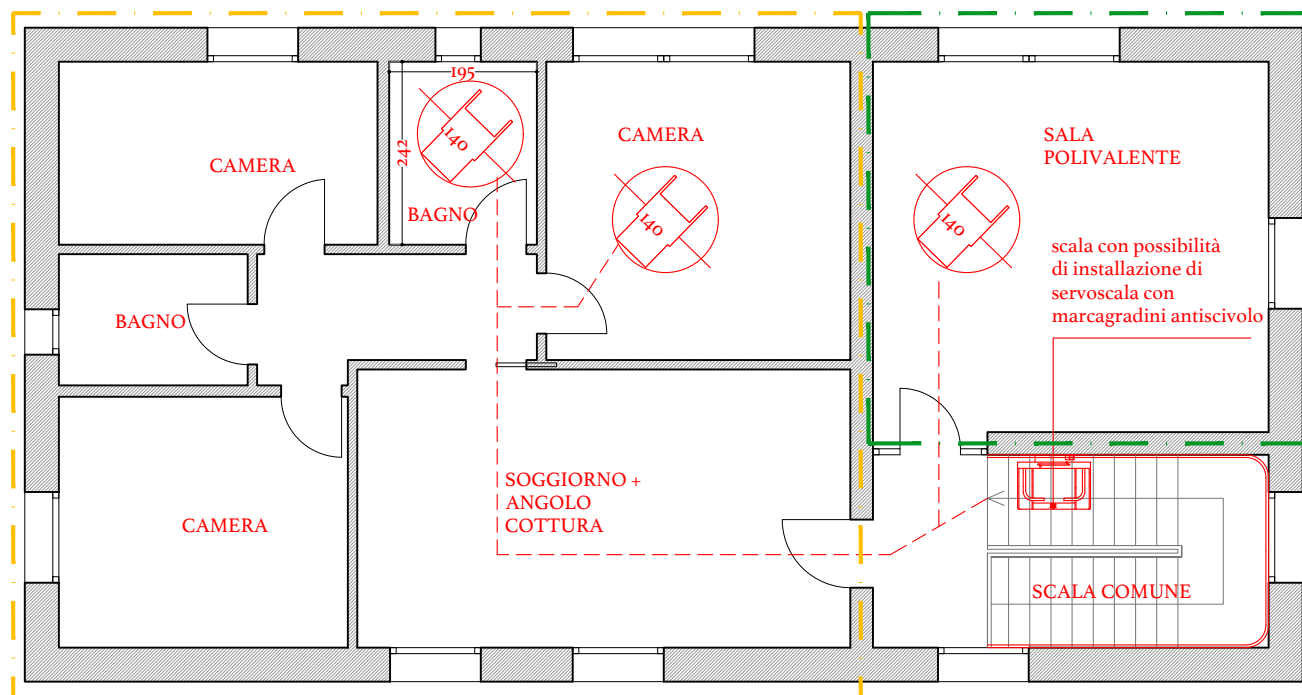 195
140
242
CAMERA
BAGNO
CAMERA
140
SALA
POLIVALENTE
140
scala con possibilità
di installazione di
servoscala con
marcagradini antiscivolo
BAGNO
CAMERA
SOGGIORNO +
ANGOLO
COTTURA
SCALA COMUNE